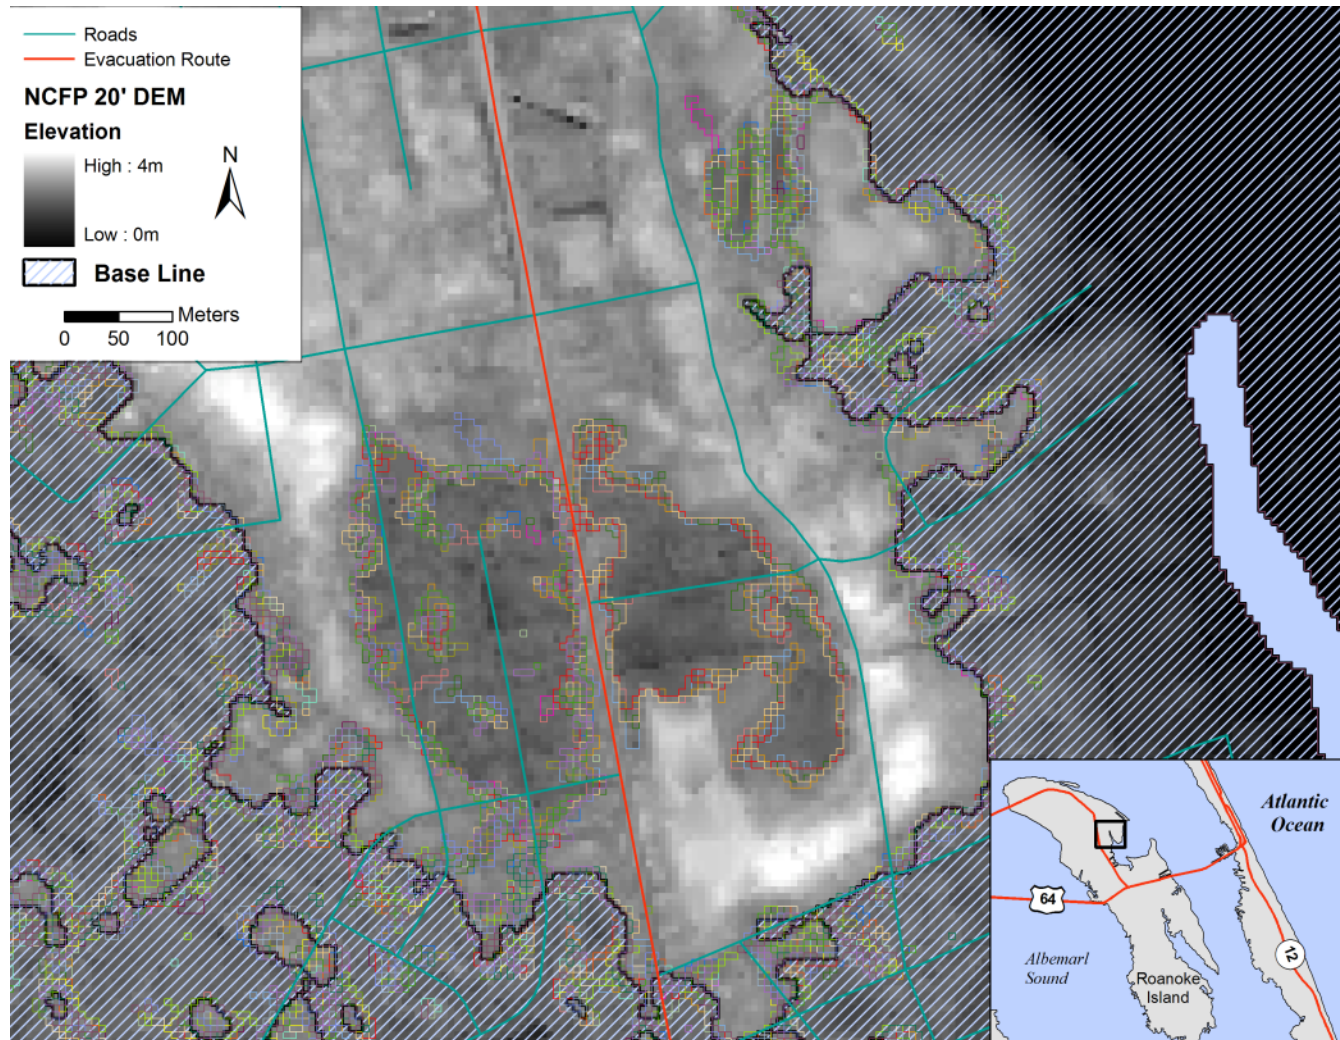 Roads
Evacuation Route
NCFP 20' DEM
Elevation
High : 4m
N
Low : 0m
Base Line
Meters
0 50 100
Atlantic
Ocean
64
12
Albemarl
Sound
Roanoke
Island